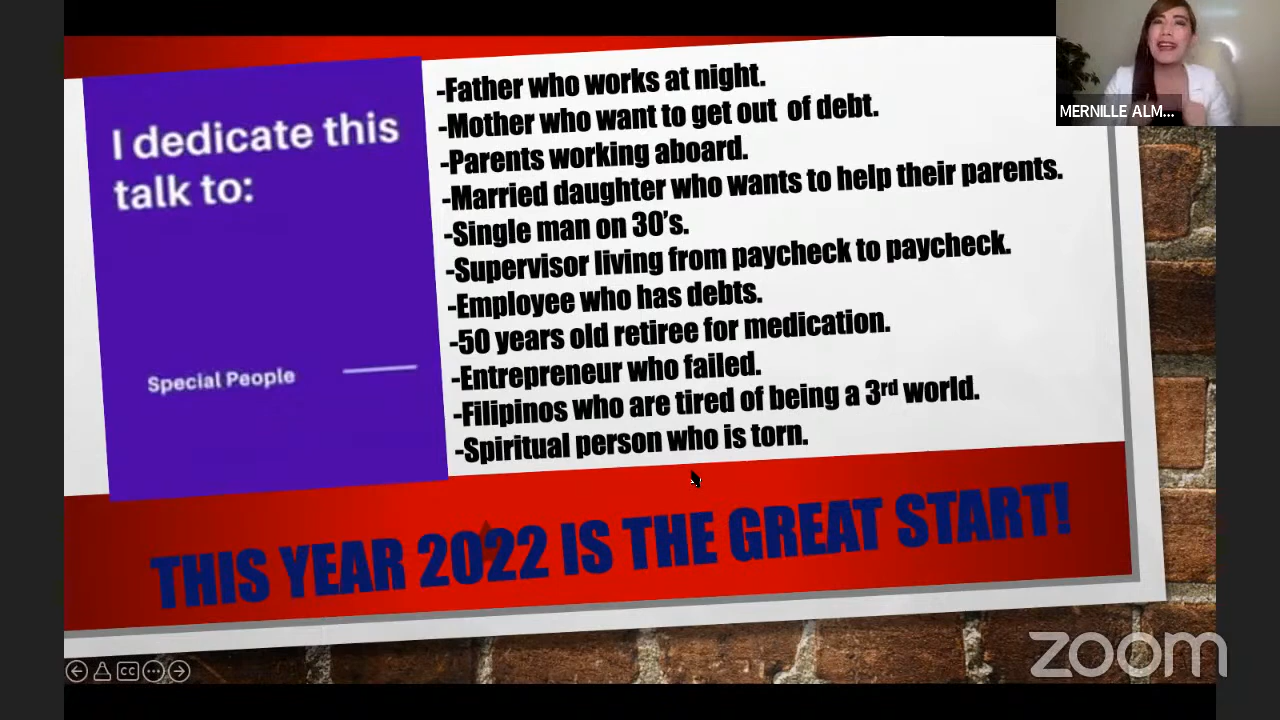 I dedicate this
talk to:
Special People
-Father who works at night.
-Mother who want to get out of debt.
-Parents working aboard.
-Married daughter who wants to help their parents.
-Single man on 30's.
-Supervisor living from paycheck to paycheck.
-Employee who has debts.
-50 years old retiree for medication.
-Entrepreneur who failed.
-Filipinos who are tired of being a 3rd world.
-Spiritual person who is torn.
THIS YEAR 2022 IS THE GREAT START!
MERNILLE ALM...
CC
zoom